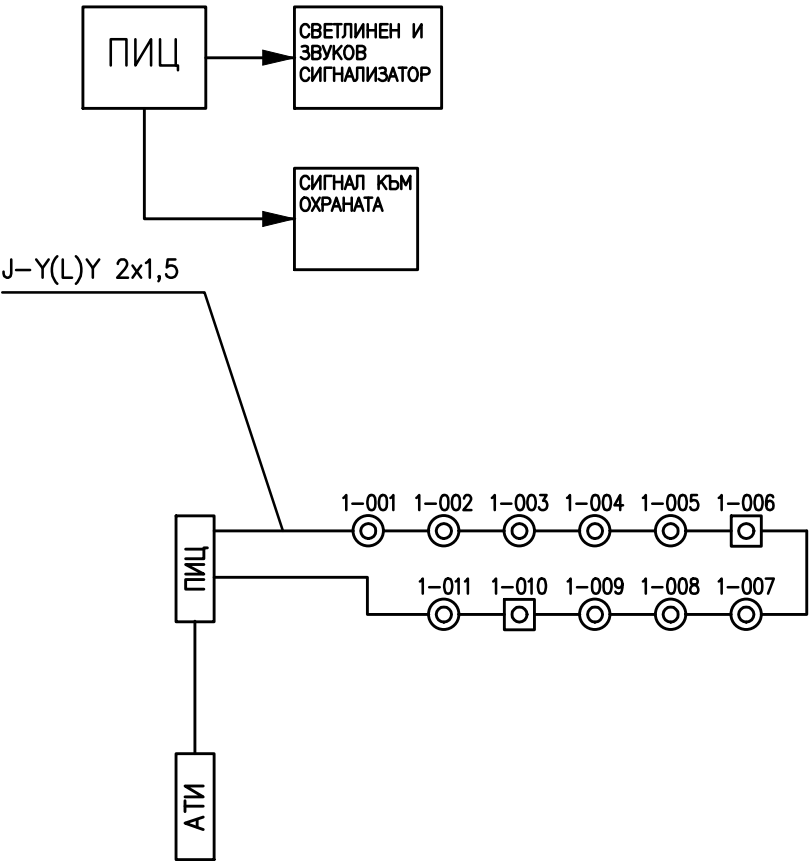 ПИЦ
СВЕТЛИНЕН И
ЗВУКОВ
СИГНАЛИЗАТОР
СИГНАЛ КЪМ
ОХРАНАТА
J-Y(L)Y 2x1,5
1-001 1-002 1-003 1-004 1-005 1-006
ПИЦ
1-011 1-010 1-009 1-008 1-007
АТИ